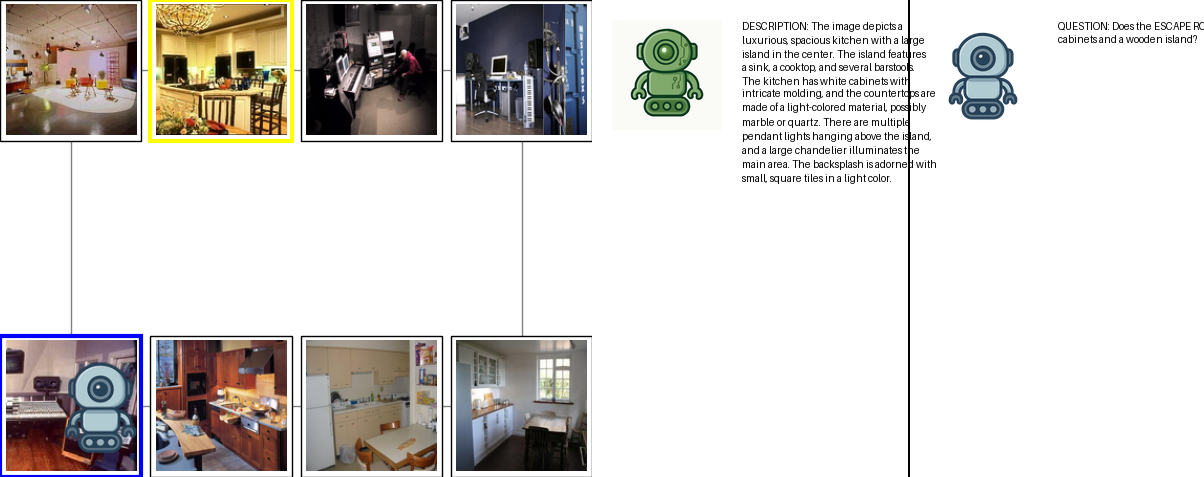 DESCRIPTION: The image depicts a
luxurious, spacious kitchen with a large
island in the center. The island features
a sink, a cooktop, and several barstools.
The kitchen has white cabinets with
intricate molding, and the countertops are
made of a light-colored material, possibly
marble or quartz. There are multiple
pendant lights hanging above the island,
and a large chandelier illuminates the
main area. The backsplash is adorned with
small, square tiles in a light color.
QUESTION: Does the ESCAPE RO
cabinets and a wooden island?
MUSIC BOX 5